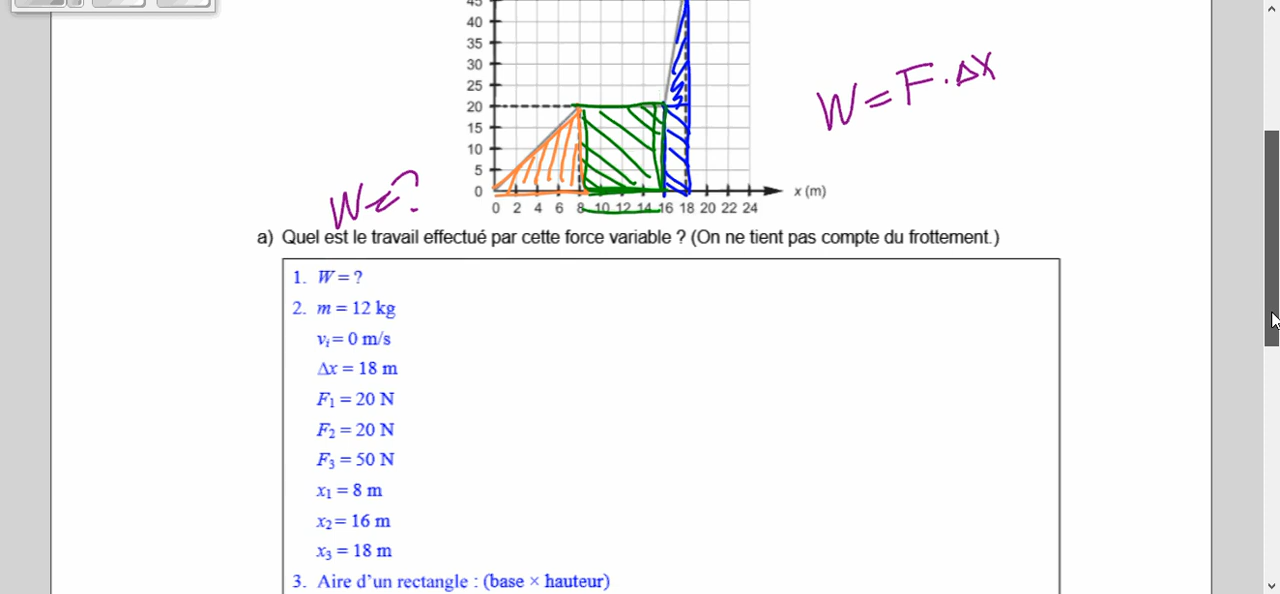 45
40
35
30
25
20
15
10
5
0
x (m)
0 2 4 6 8 10 12 14 16 18 20 22 24
W = F . Δx
W = ?
a) Quel est le travail effectué par cette force variable ? (On ne tient pas compte du frottement.)
1. W = ?
2. m = 12 kg
vᵢ = 0 m/s
Δx = 18 m
F₁ = 20 N
F₂ = 20 N
F₃ = 50 N
x₁ = 8 m
x₂ = 16 m
x₃ = 18 m
3. Aire d’un rectangle : (base × hauteur)